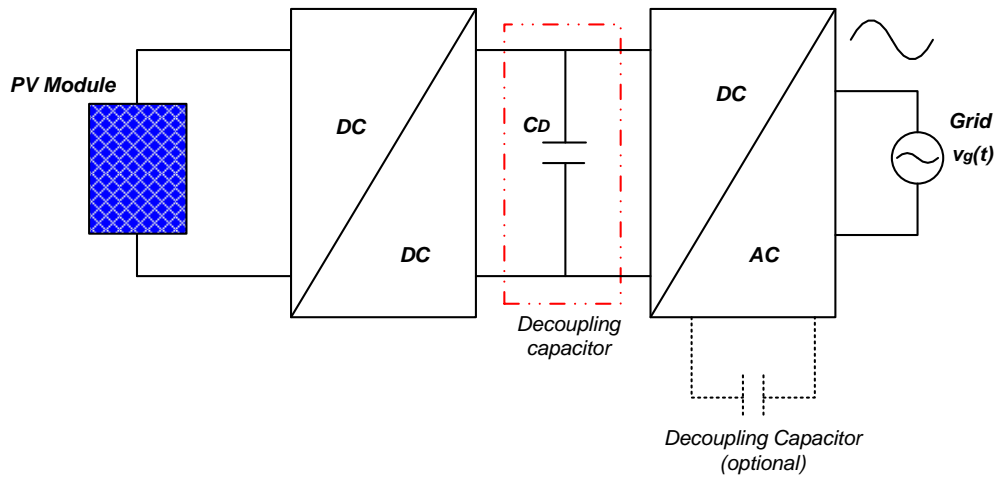 PV Module
DC
DC
CD
Decoupling
capacitor
DC
AC
Grid
vg(t)
Decoupling Capacitor
(optional)